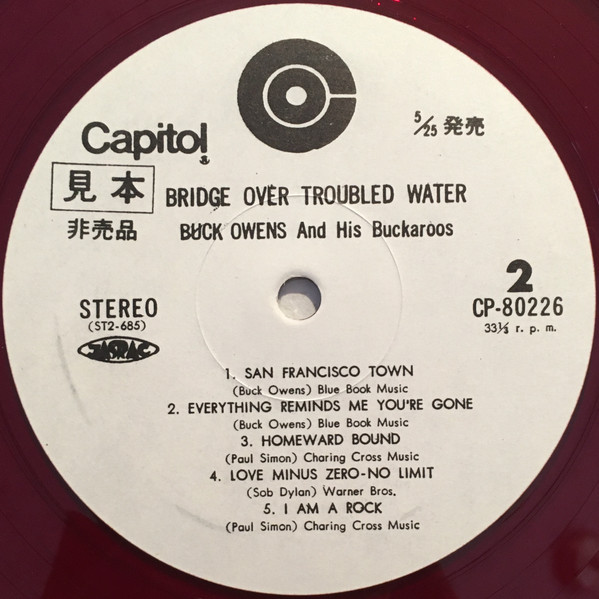 Capitol
5/25 発売
見本
BRIDGE OVER TROUBLED WATER
非売品
BUCK OWENS And His Buckaroos
STEREO
(ST2-685)
JASRAC
2
CP-80226
33⅓ r. p. m.
1. SAN FRANCISCO TOWN
(Buck Owens) Blue Book Music
2. EVERYTHING REMINDS ME YOU'RE GONE
(Buck Owens) Blue Book Music
3. HOMEWARD BOUND
(Paul Simon) Charing Cross Music
4. LOVE MINUS ZERO-NO LIMIT
(Sob Dylan) Warner Bros.
5. I AM A ROCK
(Paul Simon) Charing Cross Music